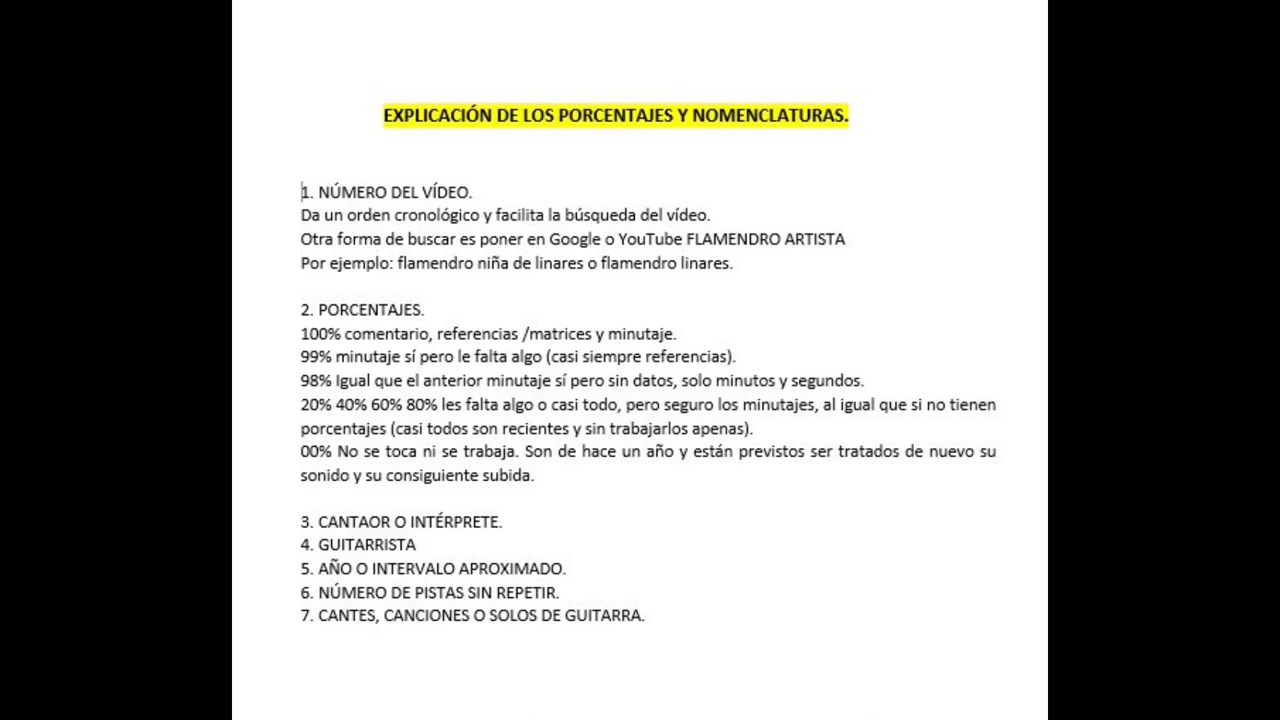 EXPLICACIÓN DE LOS PORCENTAJES Y NOMENCLATURAS.
1. NÚMERO DEL VÍDEO.
Da un orden cronológico y facilita la búsqueda del vídeo.
Otra forma de buscar es poner en Google o YouTube FLAMENDRO ARTISTA
Por ejemplo: flamendro niña de linares o flamendro linares.
2. PORCENTAJES.
100% comentario, referencias /matrices y minutaje.
99% minutaje sí pero le falta algo (casi siempre referencias).
98% Igual que el anterior minutaje sí pero sin datos, solo minutos y segundos.
20% 40% 60% 80% les falta algo o casi todo, pero seguro los minutajes, al igual que si no tienen
porcentajes (casi todos son recientes y sin trabajarlos apenas).
00% No se toca ni se trabaja. Son de hace un año y están previstos ser tratados de nuevo su
sonido y su consiguiente subida.
3. CANTAOR O INTÉRPRETE.
4. GUITARRISTA
5. AÑO O INTERVALO APROXIMADO.
6. NÚMERO DE PISTAS SIN REPETIR.
7. CANTES, CANCIONES O SOLOS DE GUITARRA.